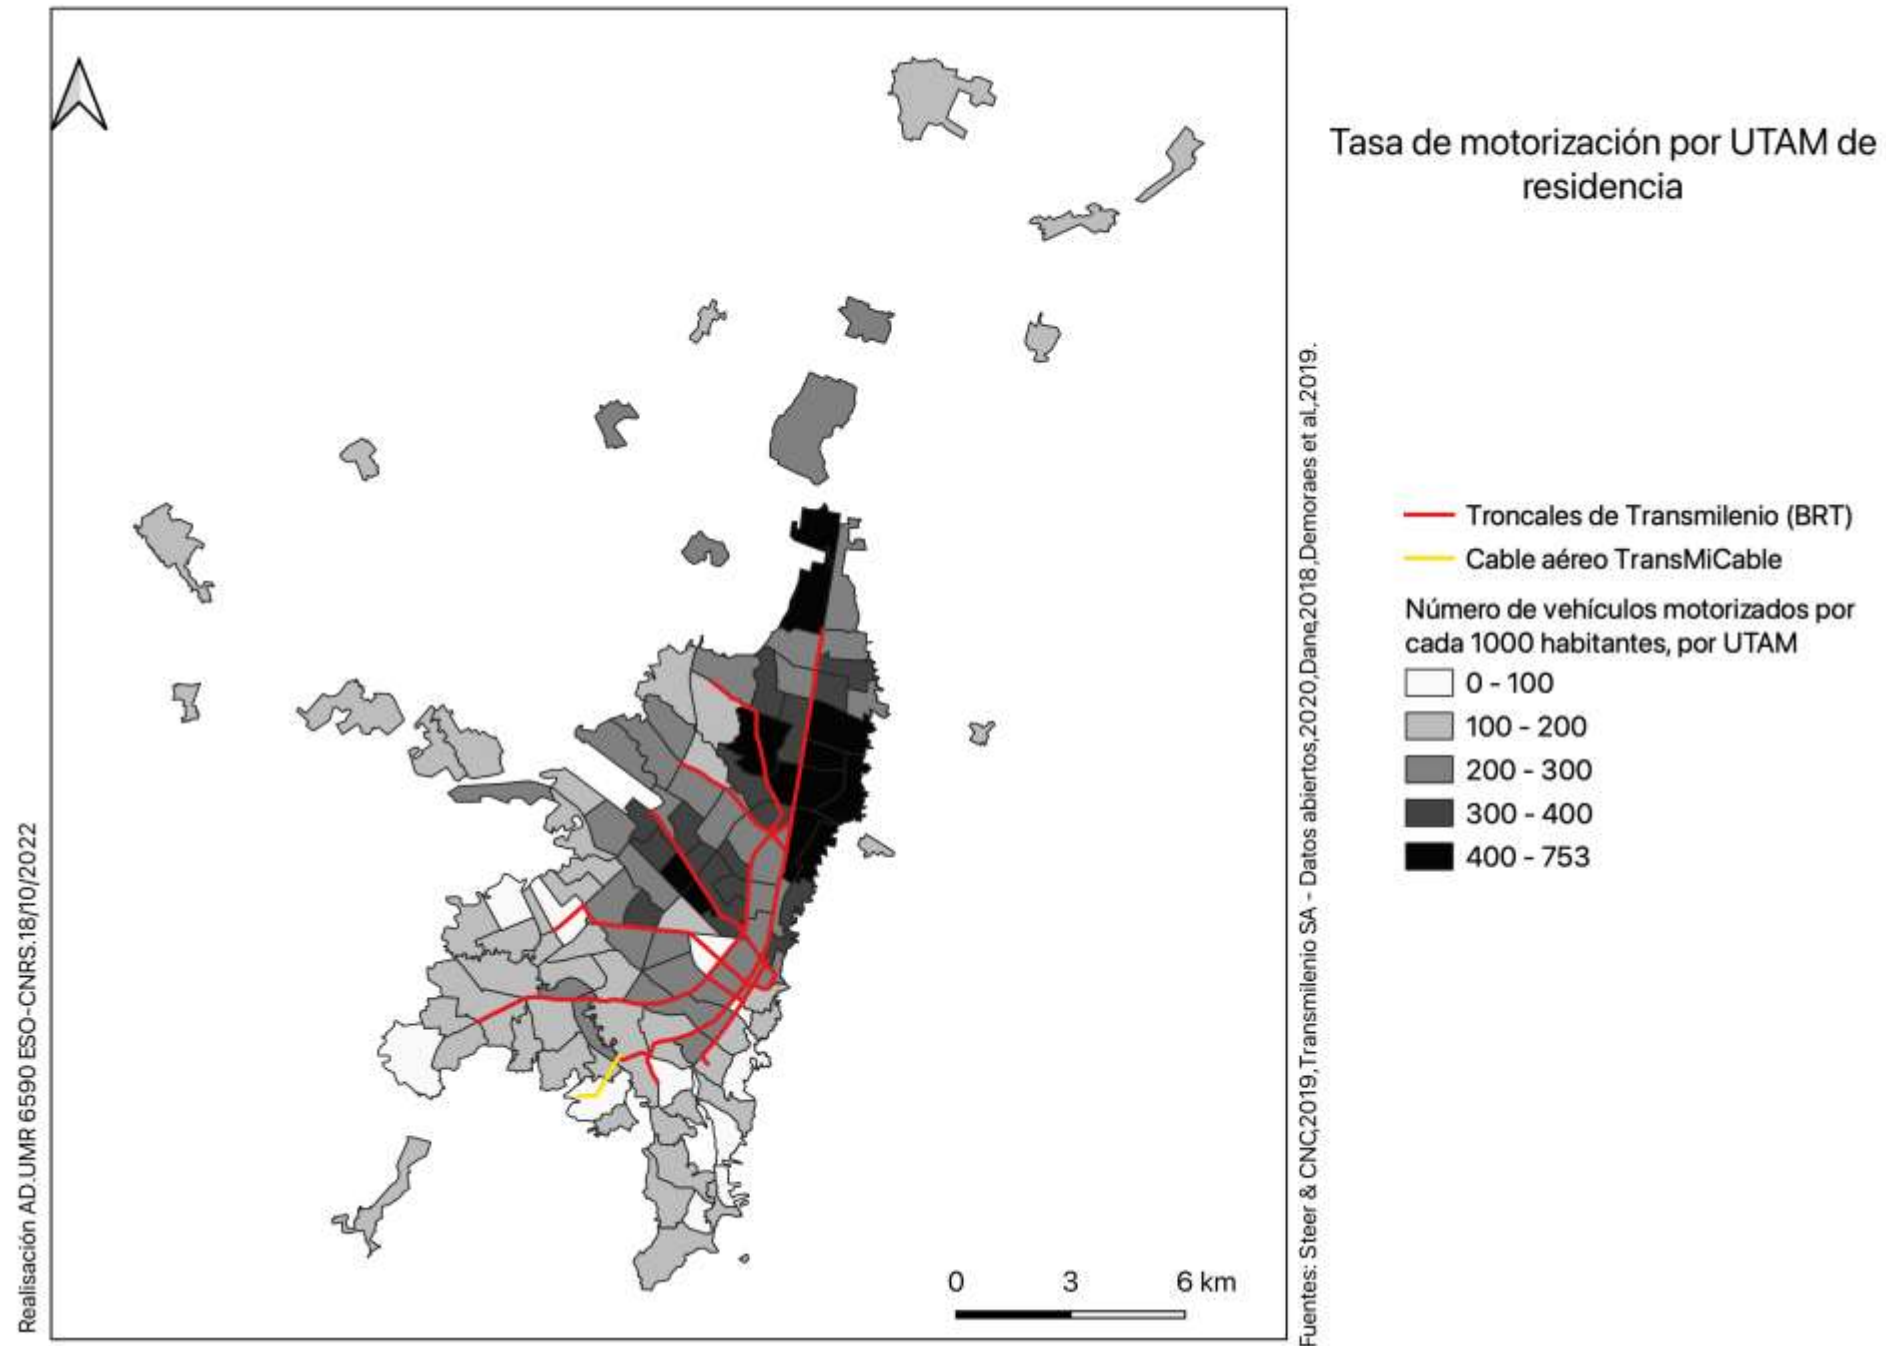 Tasa de motorización por UTAM de
residencia
Troncales de Transmilenio (BRT)
Cable aéreo TransMiCable
Número de vehículos motorizados por
cada 1000 habitantes, por UTAM
0 - 100
100 - 200
200 - 300
300 - 400
400 - 753
0 3 6 km
Realisación AD.UMR 6590 ESO-CNRS.18/10/2022
Fuentes: Steer & CNC,2019,Transmilenio SA - Datos abiertos,2020,Dane,2018,Demoraes et al,2019.